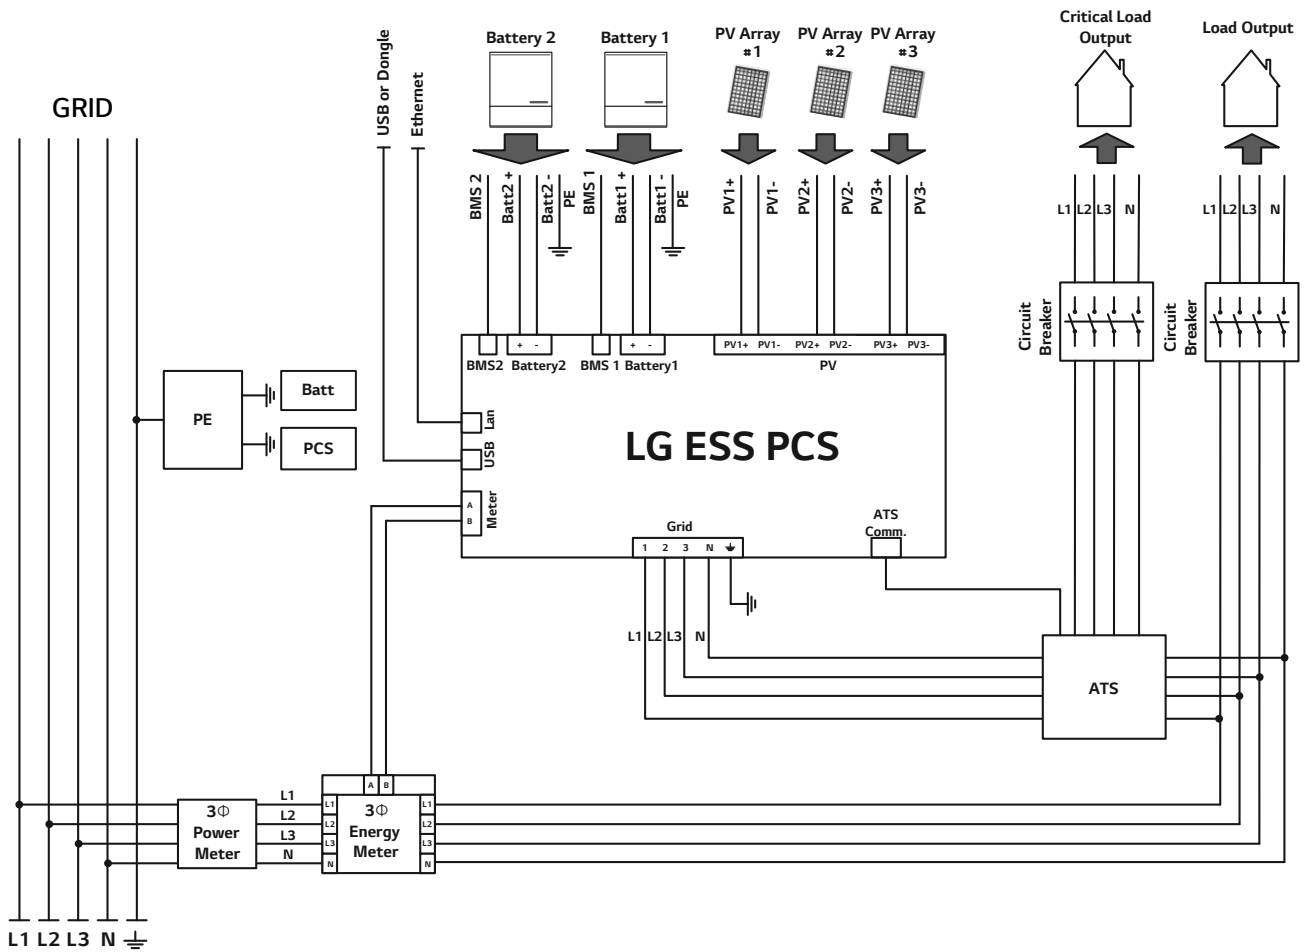 GRID
USB or Dongle
Ethernet
Battery 2
Battery 1
PV Array
#1
PV Array
#2
PV Array
#3
Critical Load
Output
Load Output
BMS 2
Batt2 +
Batt2 -
PE
BMS 1
Batt1 +
Batt1 -
PE
PV1+
PV1-
PV2+
PV2-
PV3+
PV3-
L1 L2 L3 N
L1 L2 L3 N
Circuit
Breaker
Circuit
Breaker
+ -
+ -
PV1+ PV1- PV2+ PV2- PV3+ PV3-
BMS2 Battery2 BMS 1 Battery1 PV
PE
Batt
PCS
Lan
USB
Meter
A
B
LG ESS PCS
Grid
1 2 3 N
ATS
Comm.
L1 L2 L3 N
ATS
A B
3Φ
Power
Meter
L1
L2
L3
N
L1
L2
L3
N
3Φ
Energy
Meter
L1
L2
L3
N
L1 L2 L3 N